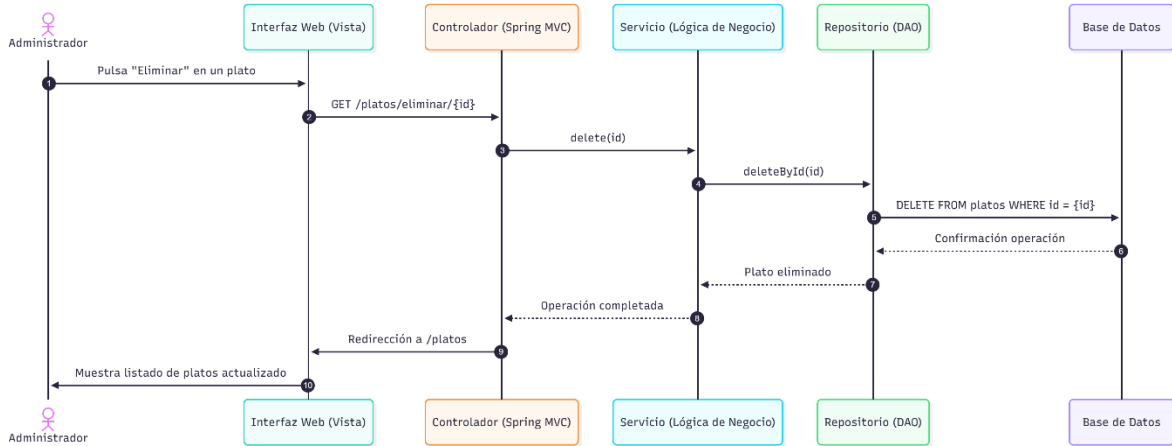 Administrador
Interfaz Web (Vista)
Controlador (Spring MVC)
Servicio (Lógica de Negocio)
Repositorio (DAO)
Base de Datos
1 Pulsa "Eliminar" en un plato
2 GET /platos/eliminar/{id}
3 delete(id)
4 deleteById(id)
5 DELETE FROM platos WHERE id = {id}
Confirmación operación 6
Plato eliminado 7
Operación completada 8
Redirección a /platos 9
Muestra listado de platos actualizado 10
Administrador
Interfaz Web (Vista)
Controlador (Spring MVC)
Servicio (Lógica de Negocio)
Repositorio (DAO)
Base de Datos